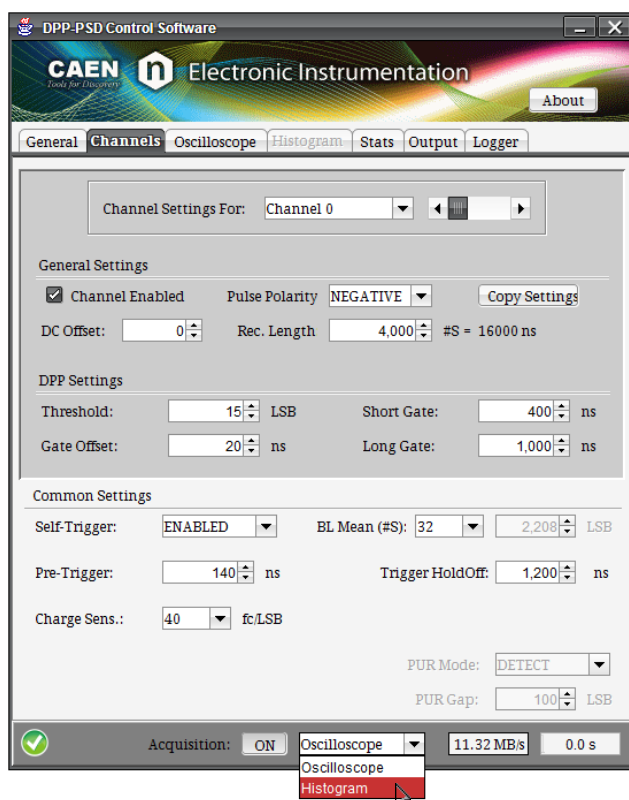 DPP-PSD Control Software
CAEN n Electronic Instrumentation
Tools for Discovery
About
General Channels Oscilloscope Histogram Stats Output Logger
Channel Settings For: Channel 0
General Settings
Channel Enabled Pulse Polarity NEGATIVE Copy Settings
DC Offset: 0 Rec. Length 4,000 #S = 16000 ns
DPP Settings
Threshold: 15 LSB Short Gate: 400 ns
Gate Offset: 20 ns Long Gate: 1,000 ns
Common Settings
Self-Trigger: ENABLED BL Mean (#S): 32 2,208 LSB
Pre-Trigger: 140 ns Trigger HoldOff: 1,200 ns
Charge Sens.: 40 fc/LSB
PUR Mode: DETECT
PUR Gap: 100 LSB
Acquisition: ON Oscilloscope 11.32 MB/s 0.0 s
Oscilloscope
Histogram